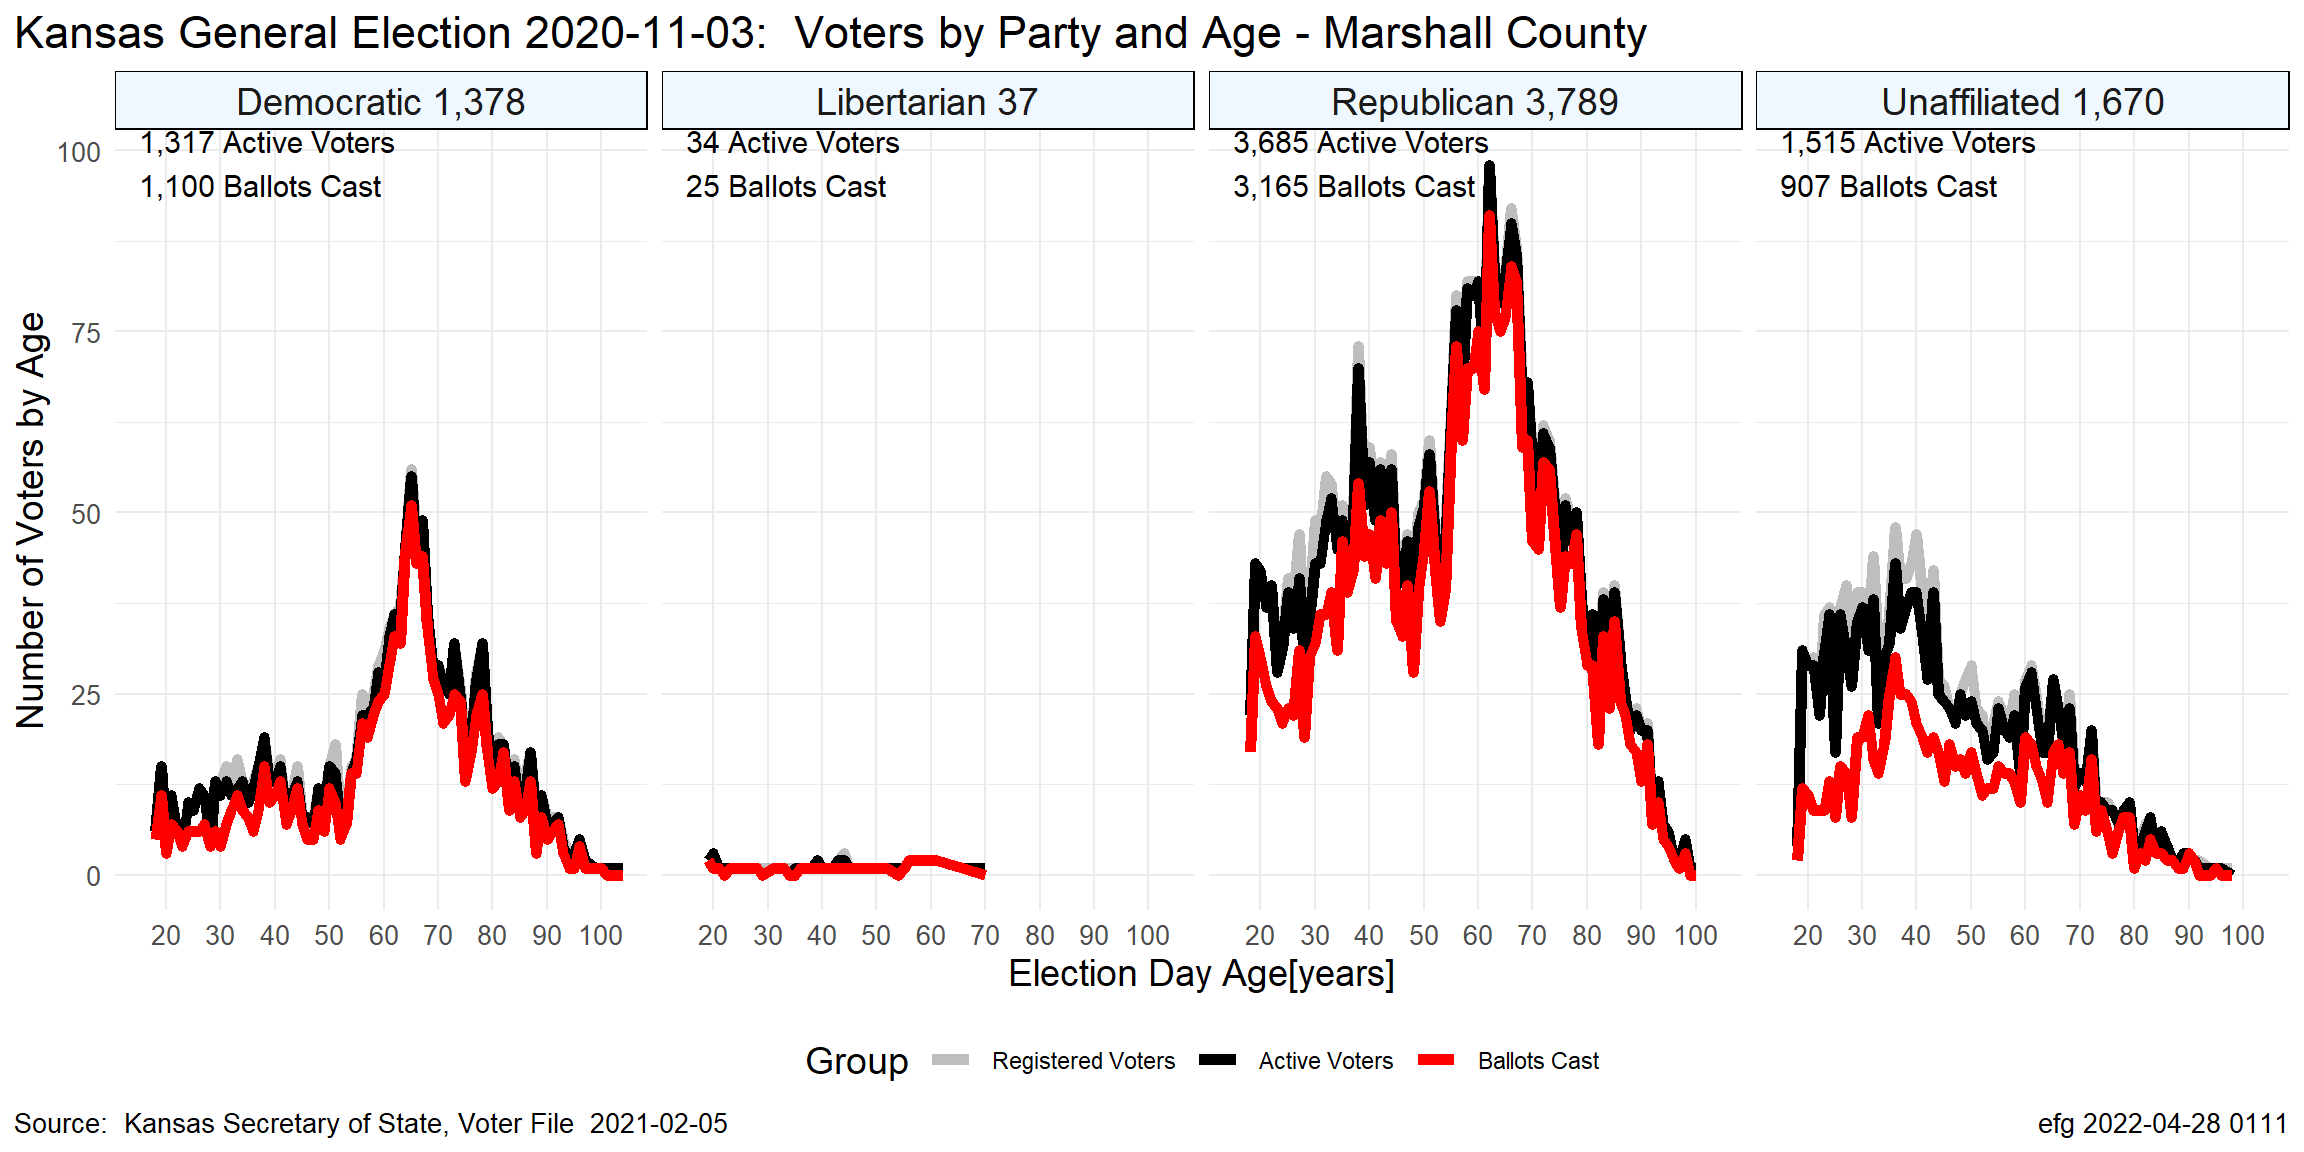 Kansas General Election 2020-11-03:  Voters by Party and Age - Marshall County
Democratic 1,378
Libertarian 37
Republican 3,789
Unaffiliated 1,670
1,317 Active Voters
1,100 Ballots Cast
34 Active Voters
25 Ballots Cast
3,685 Active Voters
3,165 Ballots Cast
1,515 Active Voters
907 Ballots Cast
Number of Voters by Age
100
75
50
25
0
20 30 40 50 60 70 80 90 100
20 30 40 50 60 70 80 90 100
20 30 40 50 60 70 80 90 100
20 30 40 50 60 70 80 90 100
Election Day Age[years]
Group Registered Voters Active Voters Ballots Cast
Source:  Kansas Secretary of State, Voter File  2021-02-05
efg 2022-04-28 0111